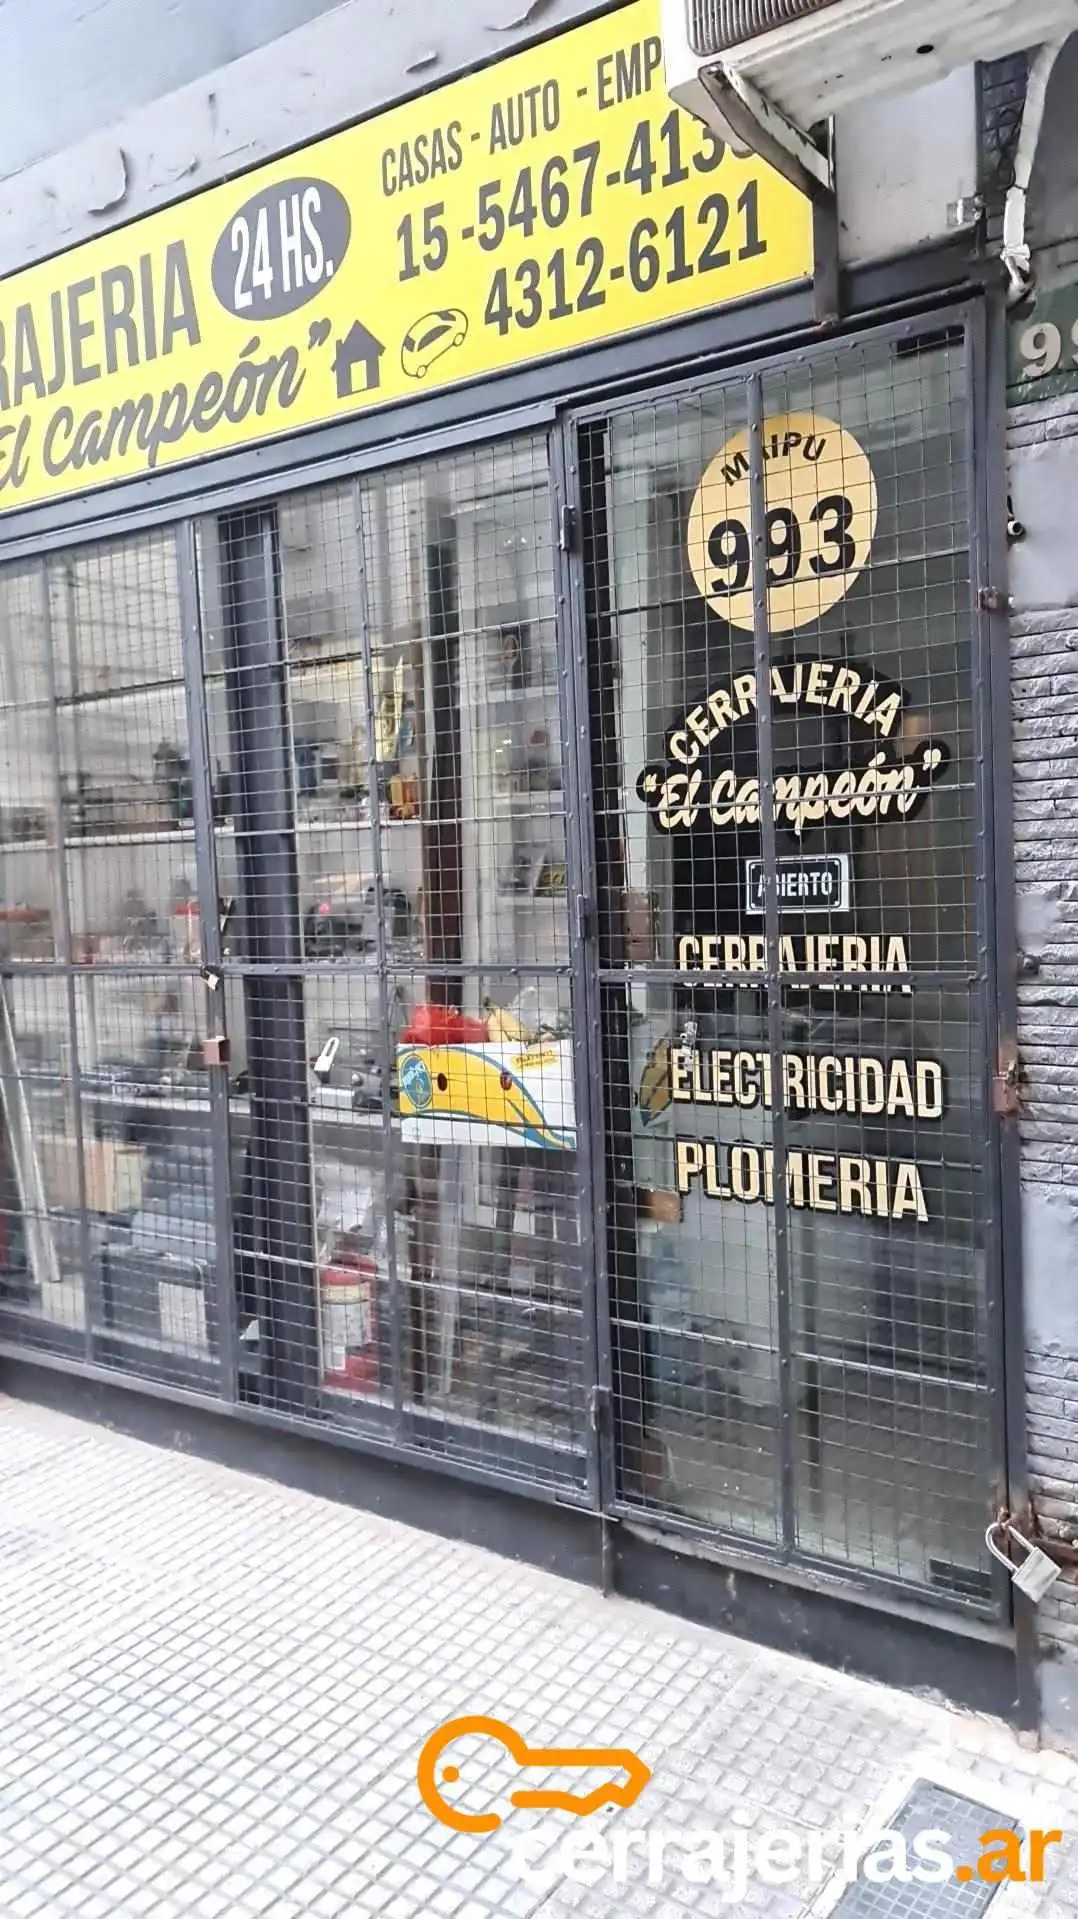 CASAS - AUTO - EMP
RAJERIA 24 HS.
15-5467-413
"El Campeón"
4312-6121
MAIPU
993
CERRAJERIA
"El Campeón"
ABIERTO
CERRAJERIA
ELECTRICIDAD
PLOMERIA
cerrajerias.ar